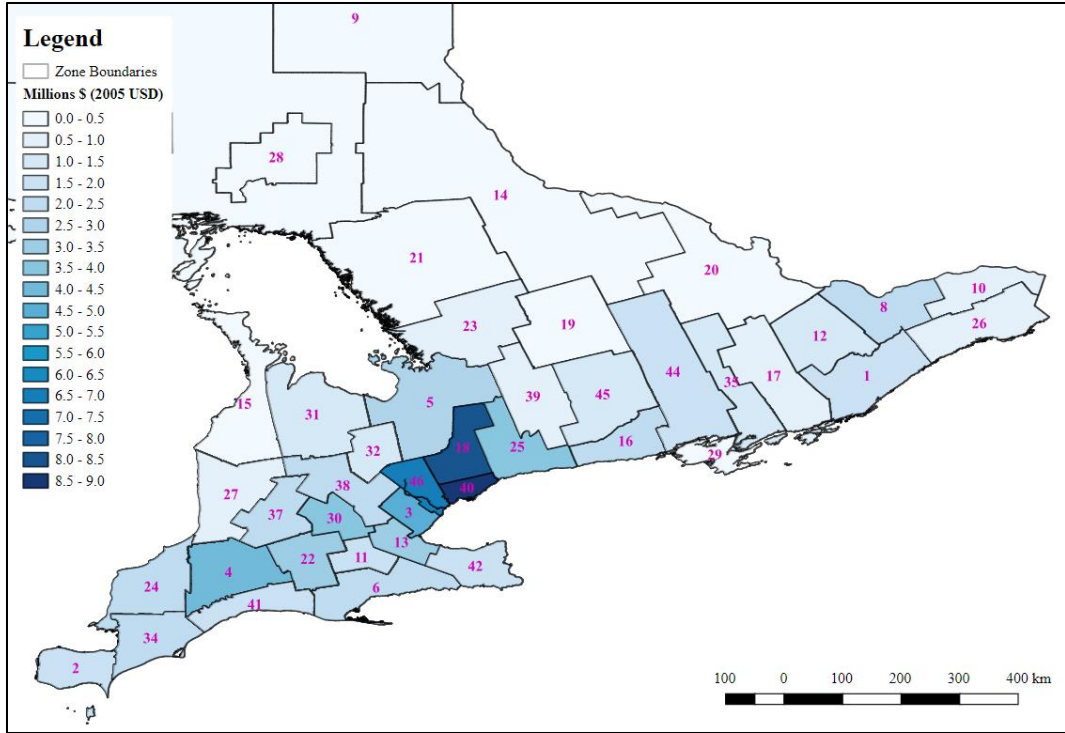 9
Legend
Zone Boundaries
Millions $ (2005 USD)
0.0 - 0.5
0.5 - 1.0
1.0 - 1.5
1.5 - 2.0
2.0 - 2.5
2.5 - 3.0
3.0 - 3.5
3.5 - 4.0
4.0 - 4.5
4.5 - 5.0
5.0 - 5.5
5.5 - 6.0
6.0 - 6.5
6.5 - 7.0
7.0 - 7.5
7.5 - 8.0
8.0 - 8.5
8.5 - 9.0
28
14
21
20
10
8
23
19
26
12
44
1
17
35
5
39
45
15
31
32
18
25
16
29
46
40
38
27
37
30
3
13
22
11
42
4
24
6
41
34
2
100 0 100 200 300 400 km